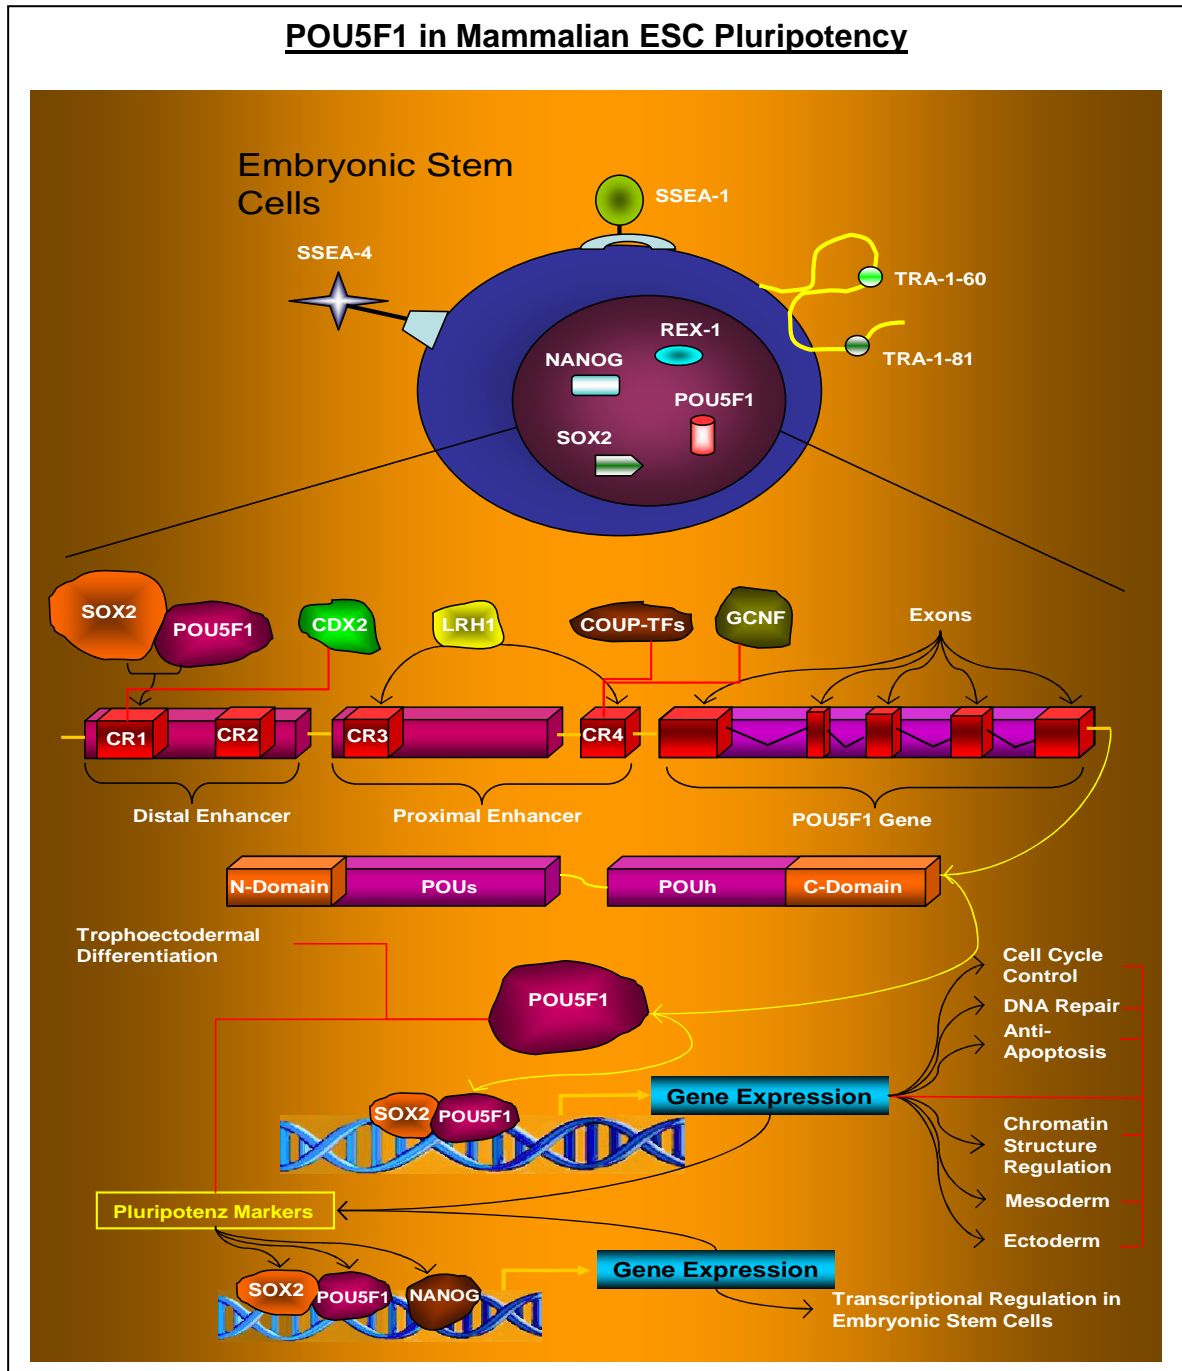 POU5F1 in Mammalian ESC Pluripotency
Embryonic Stem
Cells
SSEA-1
SSEA-4
TRA-1-60
TRA-1-81
REX-1
NANOG
POU5F1
SOX2
SOX2
POU5F1
CDX2
LRH1
COUP-TFs
GCNF
Exons
CR1
CR2
CR3
CR4
Distal Enhancer
Proximal Enhancer
POU5F1 Gene
N-Domain
POUs
POUh
C-Domain
Trophoectodermal
Differentiation
POU5F1
Cell Cycle
Control
DNA Repair
Anti-
Apoptosis
Gene Expression
SOX2
POU5F1
Chromatin
Structure
Regulation
Mesoderm
Ectoderm
Pluripotenz Markers
Gene Expression
SOX2
POU5F1
NANOG
Transcriptional Regulation in
Embryonic Stem Cells